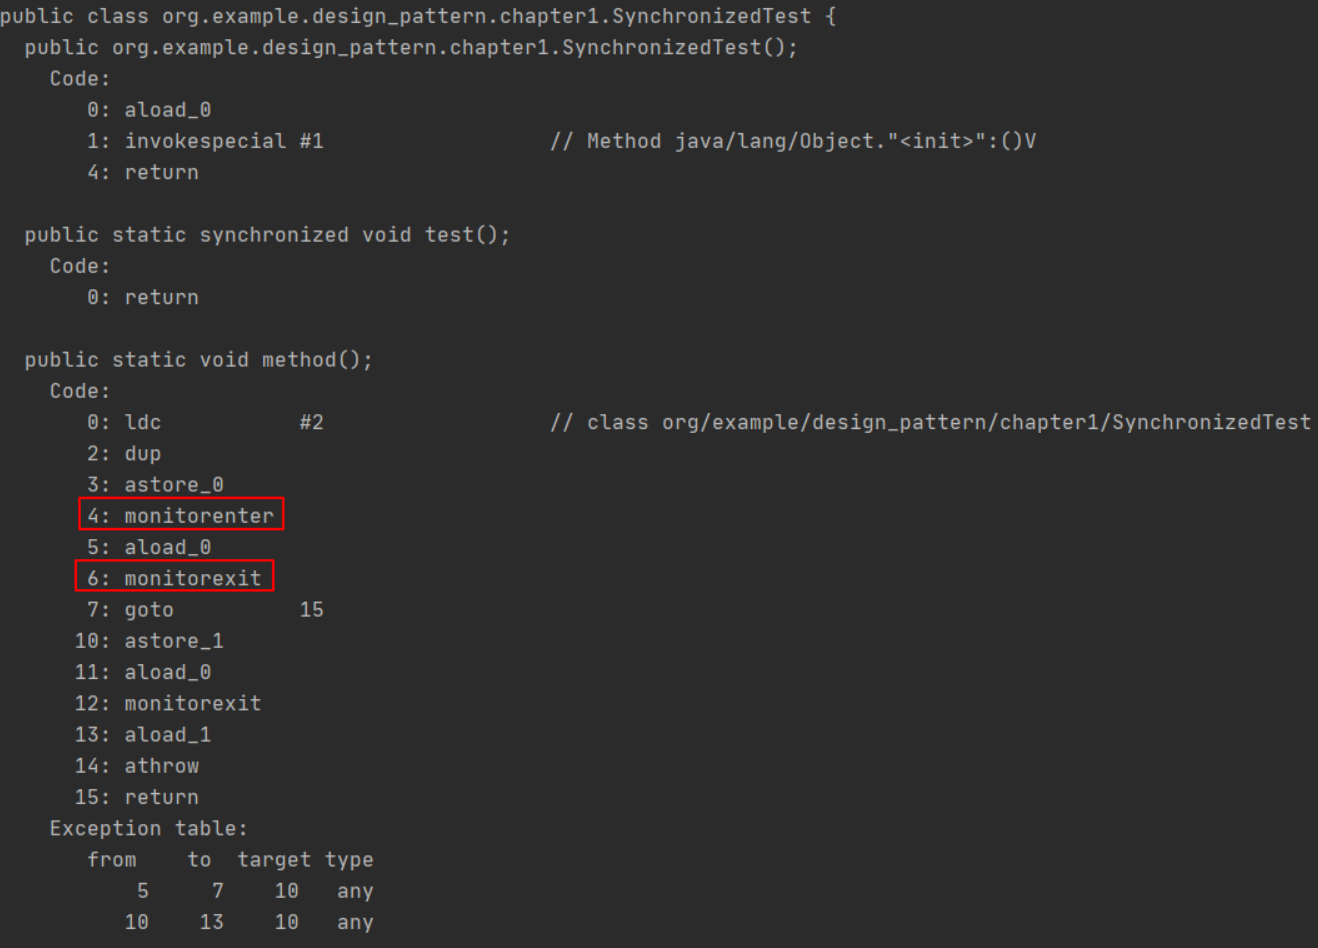 public class org.example.design_pattern.chapter1.SynchronizedTest {
  public org.example.design_pattern.chapter1.SynchronizedTest();
    Code:
       0: aload_0
       1: invokespecial #1                  // Method java/lang/Object."<init>":()V
       4: return

  public static synchronized void test();
    Code:
       0: return

  public static void method();
    Code:
       0: ldc           #2                  // class org/example/design_pattern/chapter1/SynchronizedTest
       2: dup
       3: astore_0
       4: monitorenter
       5: aload_0
       6: monitorexit
       7: goto          15
      10: astore_1
      11: aload_0
      12: monitorexit
      13: aload_1
      14: athrow
      15: return
    Exception table:
       from    to  target type
           5     7    10   any
          10    13    10   any